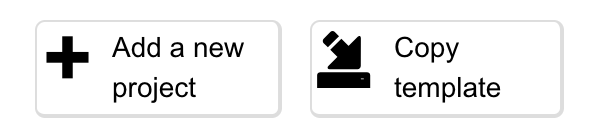 Add a new
project
Copy
template